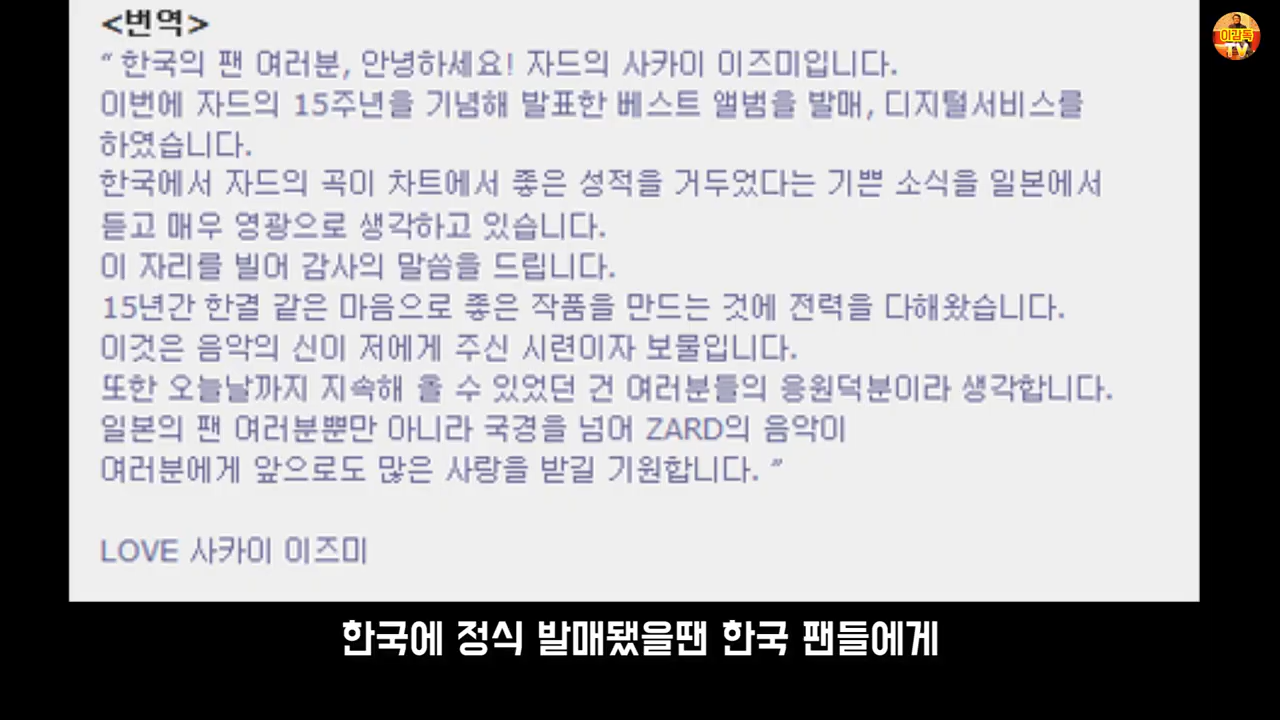 <번역>
이감독
TV
“ 한국의 팬 여러분, 안녕하세요! 자드의 사카이 이즈미입니다.
이번에 자드의 15주년을 기념해 발표한 베스트 앨범을 발매, 디지털서비스를
하였습니다.
한국에서 자드의 곡이 차트에서 좋은 성적을 거두었다는 기쁜 소식을 일본에서
듣고 매우 영광으로 생각하고 있습니다.
이 자리를 빌어 감사의 말씀을 드립니다.
15년간 한결 같은 마음으로 좋은 작품을 만드는 것에 전력을 다해왔습니다.
이것은 음악의 신이 저에게 주신 시련이자 보물입니다.
또한 오늘날까지 지속해 올 수 있었던 건 여러분들의 응원덕분이라 생각합니다.
일본의 팬 여러분뿐만 아니라 국경을 넘어 ZARD의 음악이
여러분에게 앞으로도 많은 사랑을 받길 기원합니다. ”
LOVE 사카이 이즈미
한국에 정식 발매됐을땐 한국 팬들에게